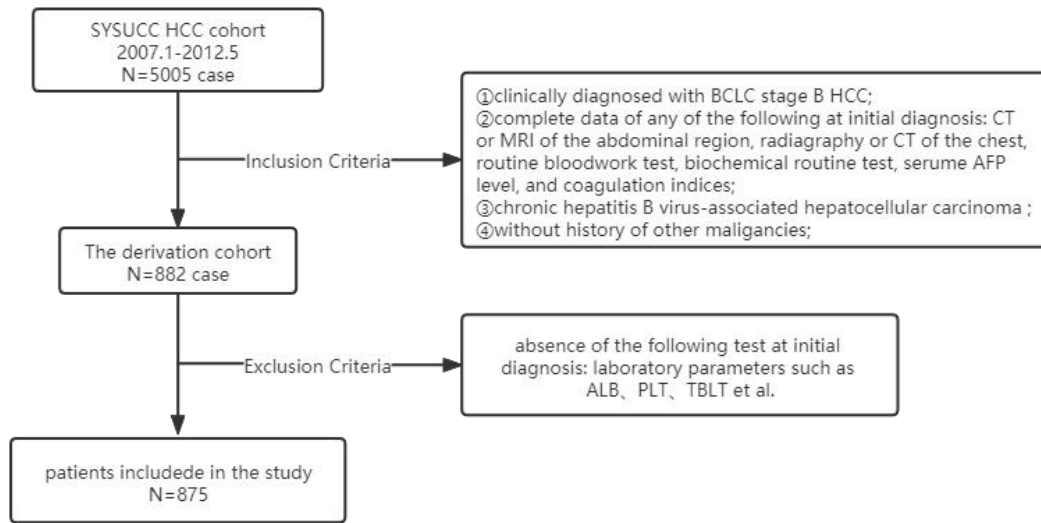 SYSUCC HCC cohort
2007.1-2012.5
N=5005 case
Inclusion Criteria
①clinically diagnosed with BCLC stage B HCC;
②complete data of any of the following at initial diagnosis: CT
or MRI of the abdominal region, radiagraphy or CT of the chest,
routine bloodwork test, biochemical routine test, serume AFP
level, and coagulation indices;
③chronic hepatitis B virus-associated hepatocellular carcinoma ;
④without history of other maligancies;
The derivation cohort
N=882 case
Exclusion Criteria
absence of the following test at initial
diagnosis: laboratory parameters such as
ALB、PLT、TBLT et al.
patients includede in the study
N=875